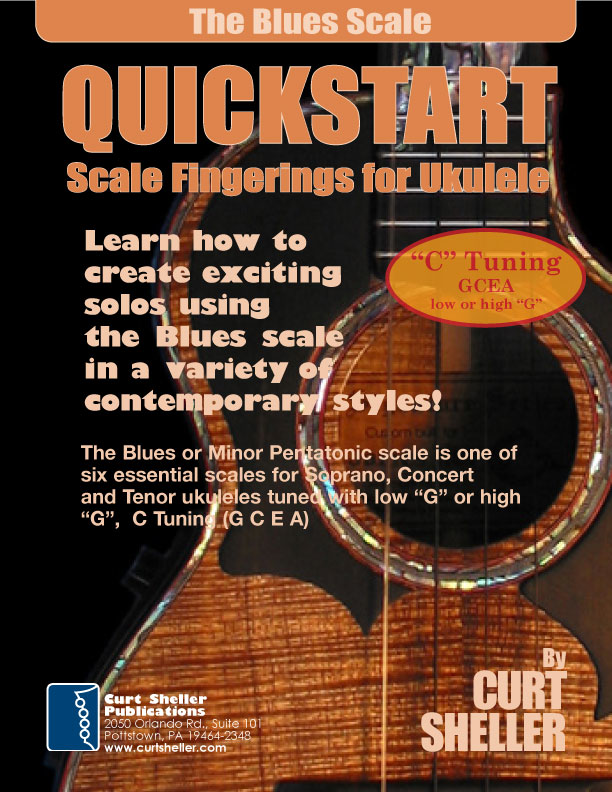 The Blues Scale
QUICKSTART
Scale Fingerings for Ukulele
Learn how to
create exciting
solos using
the Blues scale
in a variety of
contemporary styles!
“C” Tuning
GCEA
low or high “G”
The Blues or Minor Pentatonic scale is one of
six essential scales for Soprano, Concert
and Tenor ukuleles tuned with low “G” or high
“G”,  C Tuning (G C E A)
By
CURT
SHELLER
Curt Sheller
Publications
2050 Orlando Rd., Suite 101
Pottstown, PA 19464-2348
www.curtsheller.com